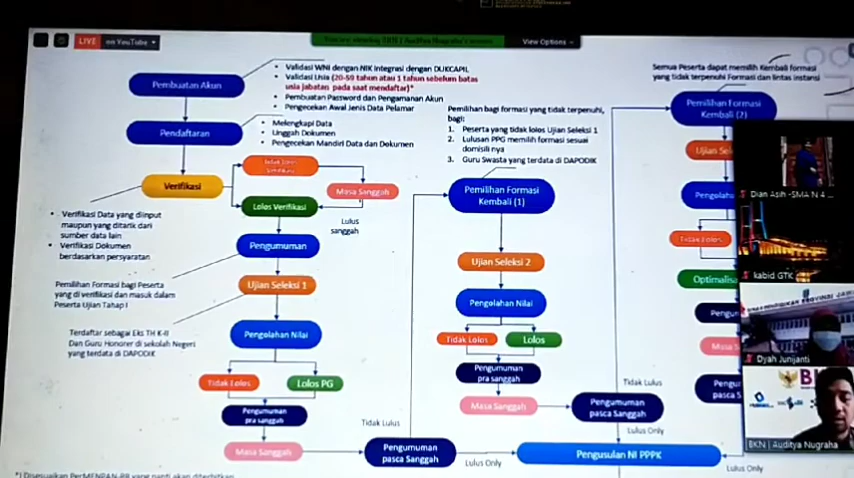 LIVE on YouTube
View Options
Pembuatan Akun
Validasi WNI dengan NIK Integrasi dengan DUKCAPIL
Validasi Usia (20-59 tahun atau 1 tahun sebelum batas
usia jabatan pada saat mendaftar)*
Pembuatan Password dan Pengamanan Akun
Pengecekan Awal Jenis Data Pelamar
Pendaftaran
Melengkapi Data
Unggah Dokumen
Pengecekan Mandiri Data dan Dokumen
Verifikasi
Masa Sanggah
Lolos Verifikasi
Lulus
sanggah
Verifikasi Data yang diinput
maupun yang ditarik dari
sumber data lain
Verifikasi Dokumen
berdasarkan persyaratan
Pengumuman
Pemilihan Formasi bagi Peserta
yang di verifikasi dan masuk dalam
Peserta Ujian Tahap I
Ujian Seleksi 1
Terdaftar sebagai Eks TH K-II
Dan Guru Honorer di sekolah Negeri
yang terdata di DAPODIK
Pengolahan Nilai
Tidak Lolos
Lolos PG
Pengumuman
pra sanggah
Masa Sanggah
Tidak Lulus
Pengumuman
pasca Sanggah
Lulus Only
Pemilihan bagi formasi yang tidak terpenuhi,
bagi:
1. Peserta yang tidak lolos Ujian Seleksi 1
2. Lulusan PPG memilih formasi sesuai
domisili nya
3. Guru Swasta yang terdata di DAPODIK
Pemilihan Formasi
Kembali (1)
Ujian Seleksi 2
Pengolahan Nilai
Tidak Lolos
Lolos
Pengumuman
pra sanggah
Masa Sanggah
Tidak Lulus
Pengumuman
pasca Sanggah
Lulus Only
Pengusulan NI PPPK
Lulus Only
Semua Peserta dapat memilih Kembali formasi
yang tidak terpenuhi Formasi dan lintas instansi
Pemilihan Formasi
Kembali (2)
Ujian Se
Pengola
Tidak Lolos
Optimalis
Pengu
Masa
Pengu
pasca S
Dian Asih -SMA N 4 ...
kabid GTK
Dyah Junijanti
BKN | Auditya Nugraha